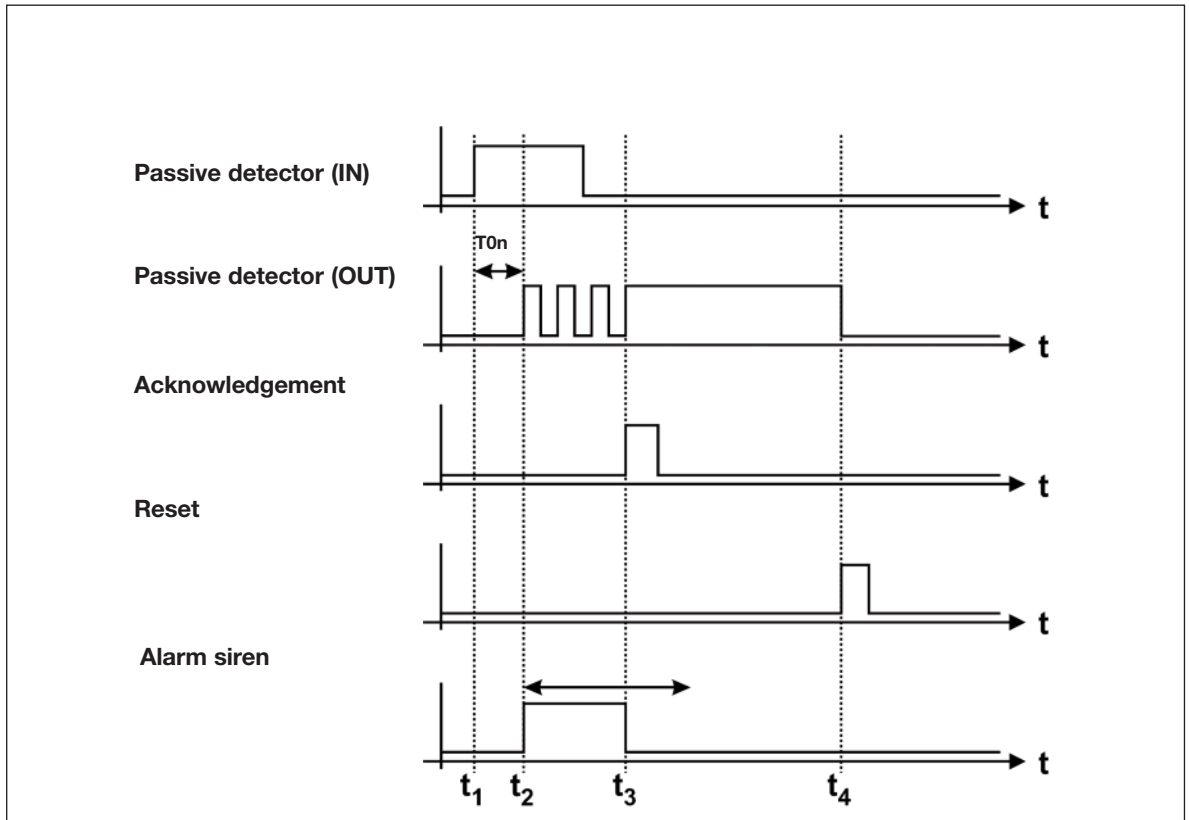 Passive detector (IN)
t
T0n
Passive detector (OUT)
t
Acknowledgement
t
Reset
t
Alarm siren
t
t1 t2 t3 t4